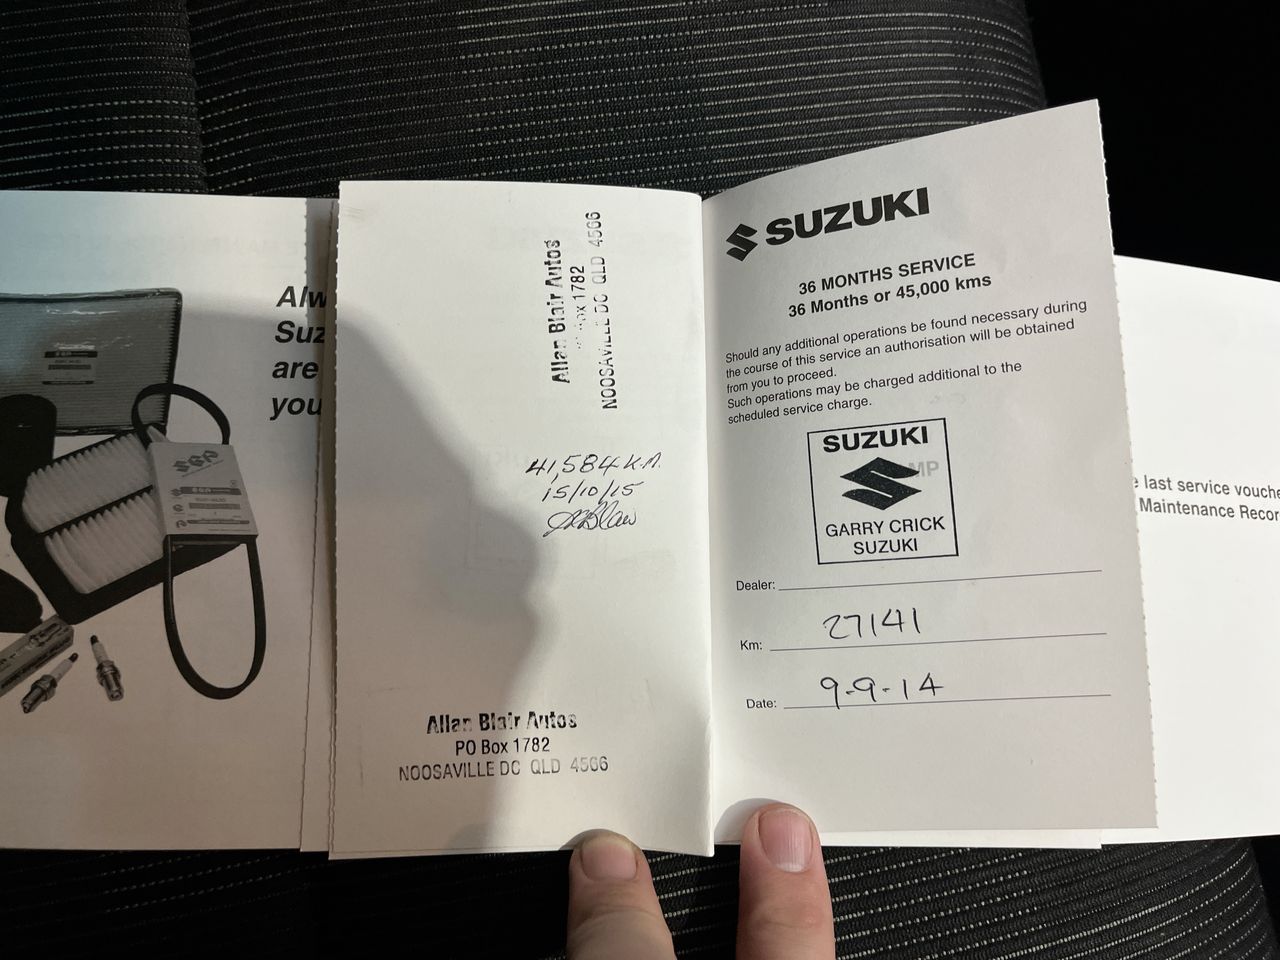 Alw
Suz
are
you
SGP
Allan Blair Autos
Box 1782
NOOSAVILLE DC QLD 4566
41,584 K.M.
15/10/15
Allan Blair Autos
PO Box 1782
NOOSAVILLE DC QLD 4566
SUZUKI
36 MONTHS SERVICE
36 Months or 45,000 kms
Should any additional operations be found necessary during
the course of this service an authorisation will be obtained
from you to proceed.
Such operations may be charged additional to the
scheduled service charge.
SUZUKI
MP
GARRY CRICK
SUZUKI
Dealer:
Km: 27141
Date: 9-9-14
e last service vouche
Maintenance Recor